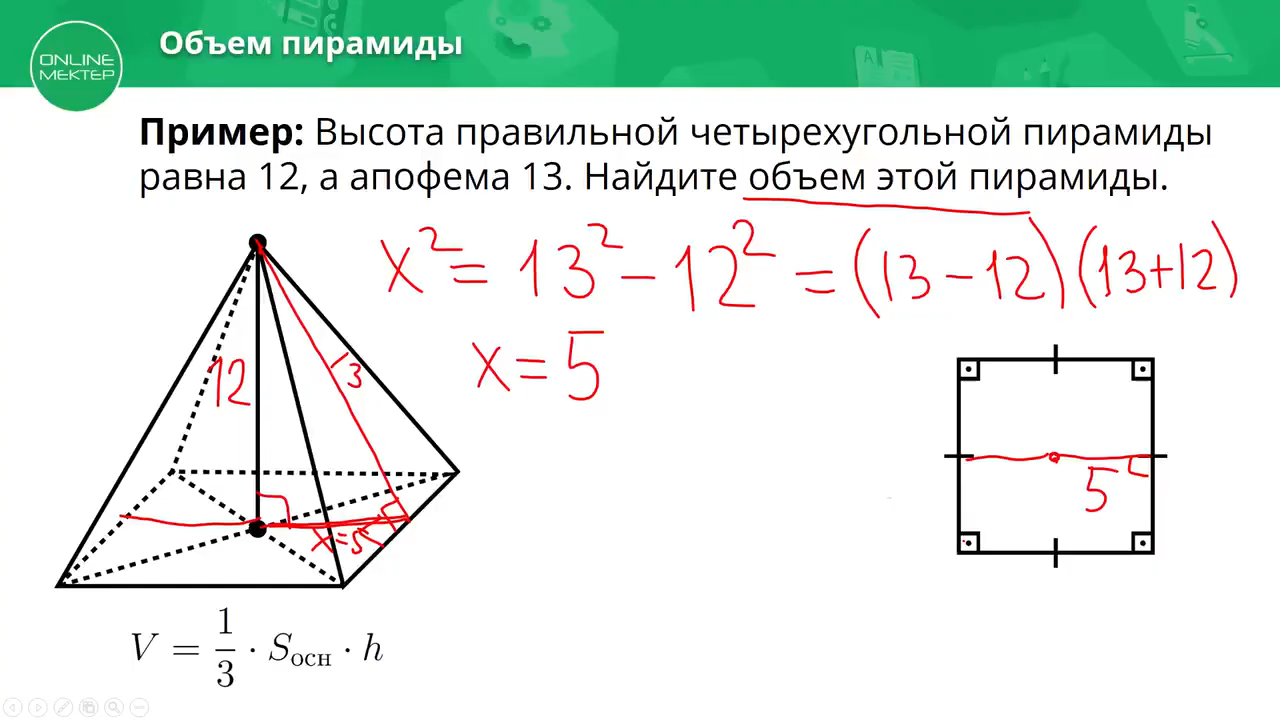 Объем пирамиды
ONLINE
МЕКТЕР
Пример: Высота правильной четырехугольной пирамиды
равна 12, а апофема 13. Найдите объем этой пирамиды.
x² = 13² − 12² = (13 − 12) (13+12)
x = 5
12
13
x=5
5
V = 1/3 · Sосн · h